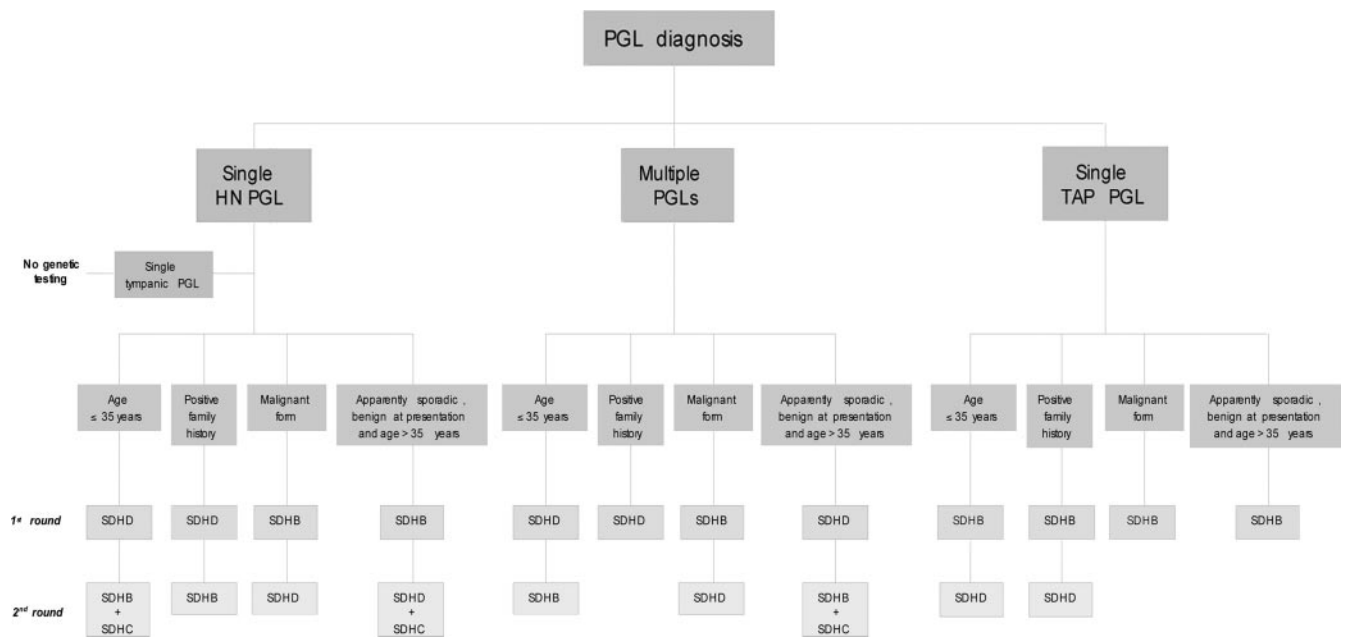 PGL diagnosis
Single
HN PGL
Multiple
PGLs
Single
TAP PGL
No genetic
testing
Single
tympanic PGL
Age
≤ 35 years
Positive
family
history
Malignant
form
Apparently sporadic ,
benign at presentation
and age > 35 years
Age
≤ 35 years
Positive
family
history
Malignant
form
Apparently sporadic ,
benign at presentation
and age > 35 years
Age
≤ 35 years
Positive
family
history
Malignant
form
Apparently sporadic ,
benign at presentation
and age > 35 years
1st round
SDHD
SDHD
SDHB
SDHB
SDHD
SDHD
SDHB
SDHD
SDHB
SDHB
SDHB
SDHB
2nd round
SDHB
+
SDHC
SDHB
SDHD
SDHD
+
SDHC
SDHB
SDHD
SDHB
+
SDHC
SDHD
SDHD